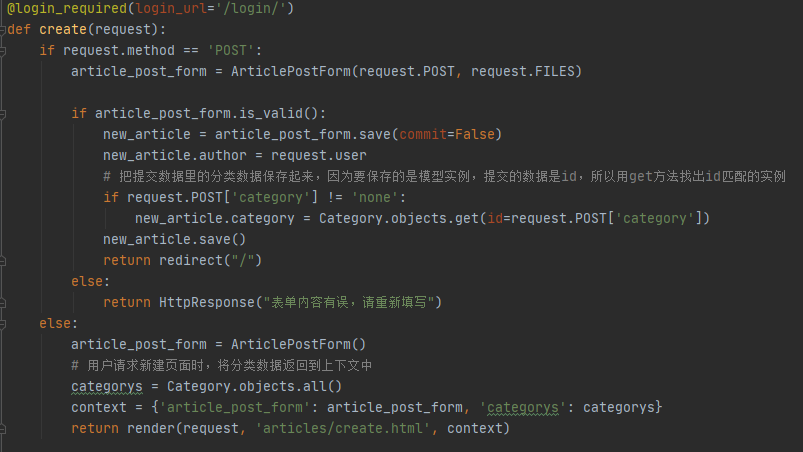 @login_required(login_url='/login/')
def create(request):
    if request.method == 'POST':
        article_post_form = ArticlePostForm(request.POST, request.FILES)
        if article_post_form.is_valid():
            new_article = article_post_form.save(commit=False)
            new_article.author = request.user
            # 把提交数据里的分类数据保存起来，因为要保存的是模型实例，提交的数据是id，所以用get方法找出id匹配的实例
            if request.POST['category'] != 'none':
                new_article.category = Category.objects.get(id=request.POST['category'])
            new_article.save()
            return redirect("/")
        else:
            return HttpResponse("表单内容有误，请重新填写")
    else:
        article_post_form = ArticlePostForm()
        # 用户请求新建页面时，将分类数据返回到上下文中
        categorys = Category.objects.all()
        context = {'article_post_form': article_post_form, 'categorys': categorys}
        return render(request, 'articles/create.html', context)